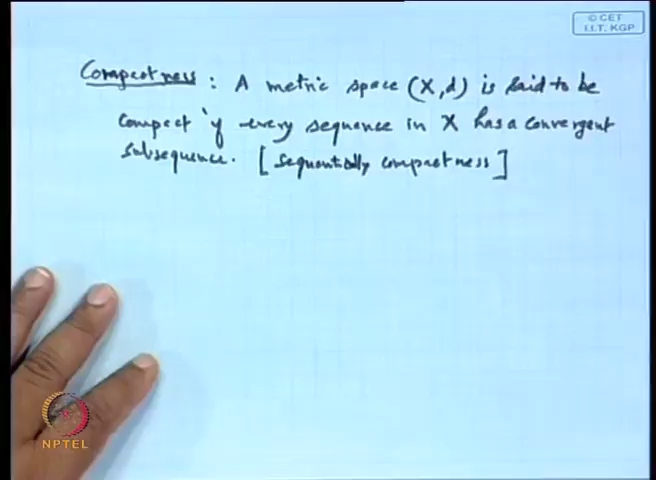 © CET
I.I.T. KGP
Compactness : A metric space (X, d) is said to be
compact if every sequence in X has a convergent
subsequence. [sequentially compactness]
NPTEL